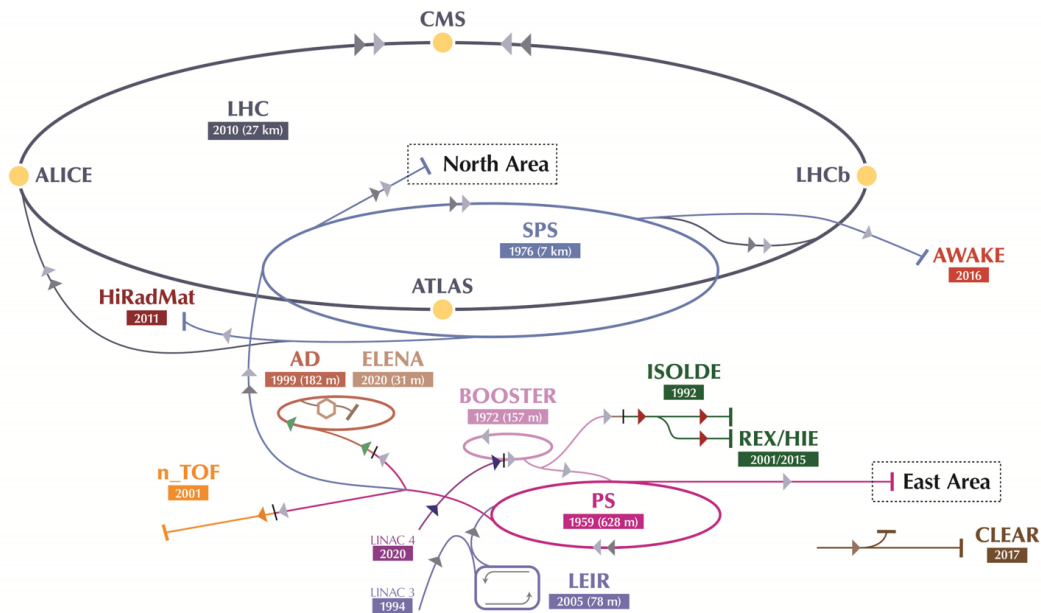 CMS
LHC
2010 (27 km)
North Area
ALICE
LHCb
SPS
1976 (7 km)
AWAKE
2016
ATLAS
HiRadMat
2011
AD
1999 (182 m)
ELENA
2020 (31 m)
ISOLDE
1992
BOOSTER
1972 (157 m)
REX/HIE
2001/2015
n_TOF
2001
East Area
PS
1959 (628 m)
LINAC 4
2020
CLEAR
2017
LINAC 3
1994
LEIR
2005 (78 m)